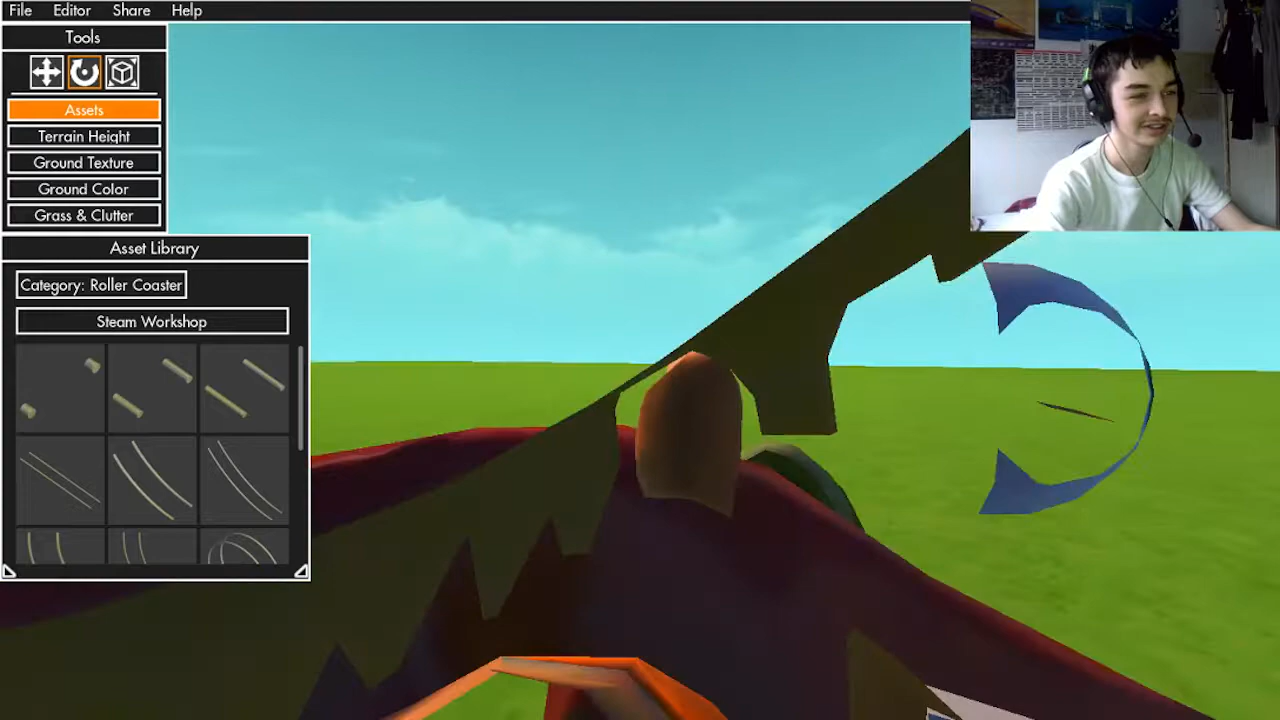 File Editor Share Help
Tools
Assets
Terrain Height
Ground Texture
Ground Color
Grass & Clutter
Asset Library
Category: Roller Coaster
Steam Workshop